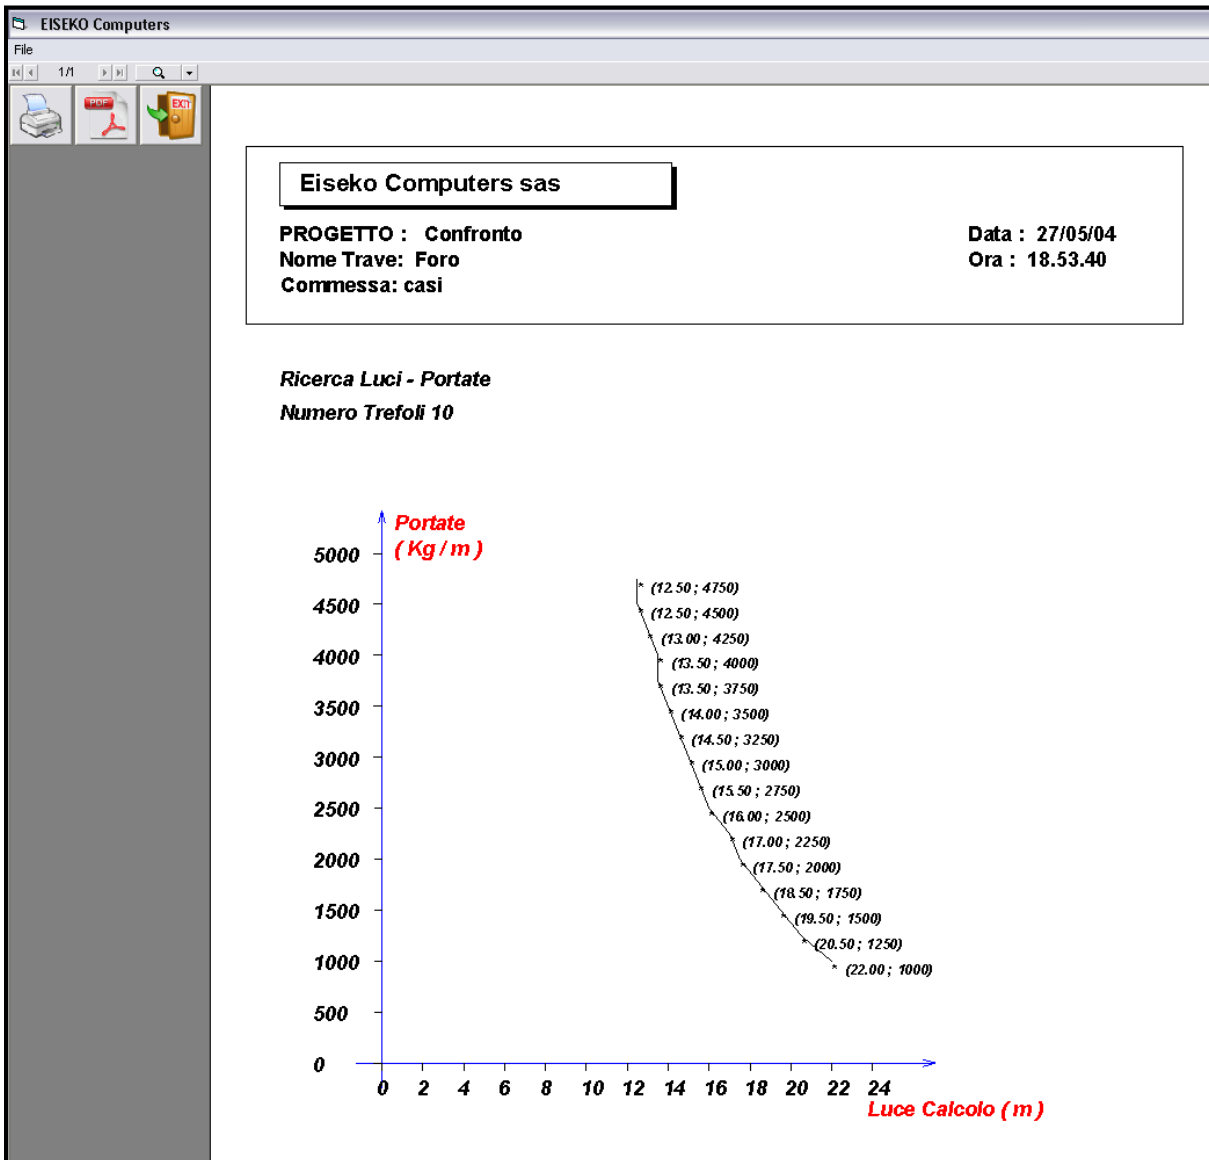 EISEKO Computers
File
1/1
PDF
EXIT
Eiseko Computers sas
PROGETTO : Confronto
Data : 27/05/04
Nome Trave: Foro
Ora : 18.53.40
Commessa: casi
Ricerca Luci - Portate
Numero Trefoli 10
Portate
( Kg / m )
5000
(12.50 ; 4750)
4500
(12.50 ; 4500)
(13.00 ; 4250)
4000
(13.50 ; 4000)
(13.50 ; 3750)
3500
(14.00 ; 3500)
(14.50 ; 3250)
3000
(15.00 ; 3000)
(15.50 ; 2750)
2500
(16.00 ; 2500)
(17.00 ; 2250)
2000
(17.50 ; 2000)
(18.50 ; 1750)
1500
(19.50 ; 1500)
(20.50 ; 1250)
1000
(22.00 ; 1000)
500
0
0 2 4 6 8 10 12 14 16 18 20 22 24
Luce Calcolo ( m )